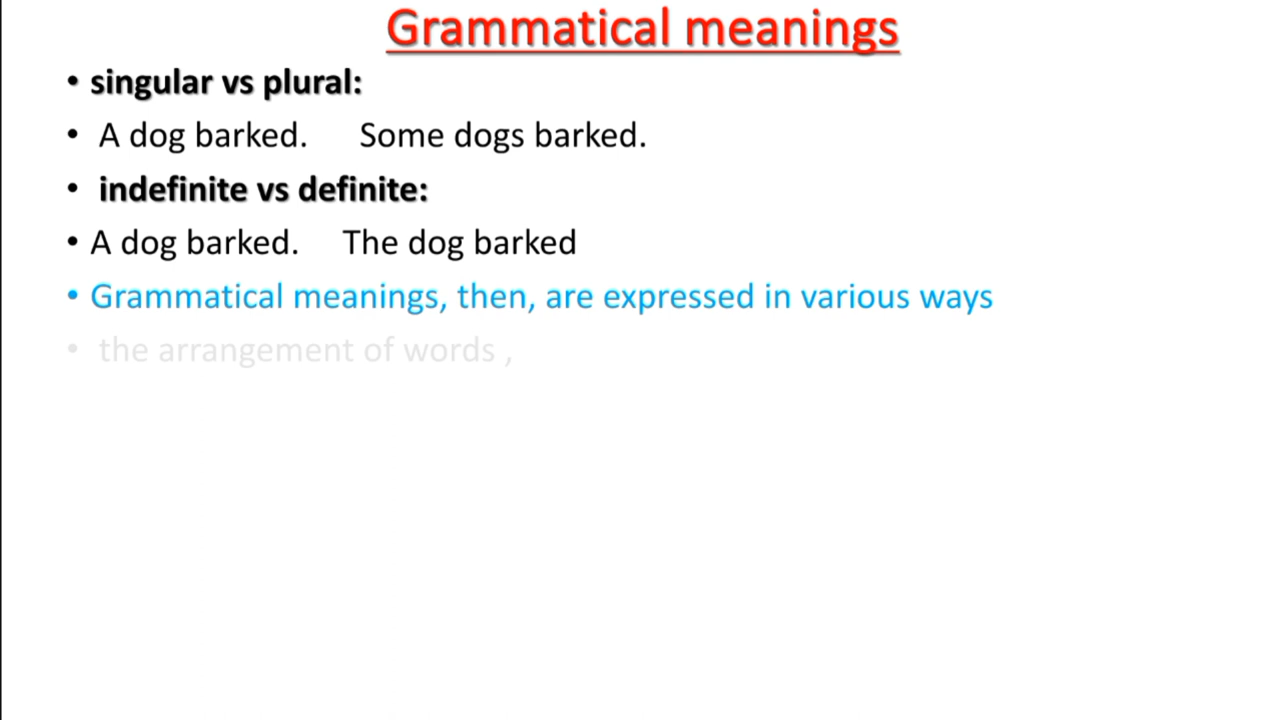 Grammatical meanings
• singular vs plural:
• A dog barked. Some dogs barked.
• indefinite vs definite:
• A dog barked. The dog barked
• Grammatical meanings, then, are expressed in various ways
• the arrangement of words ,